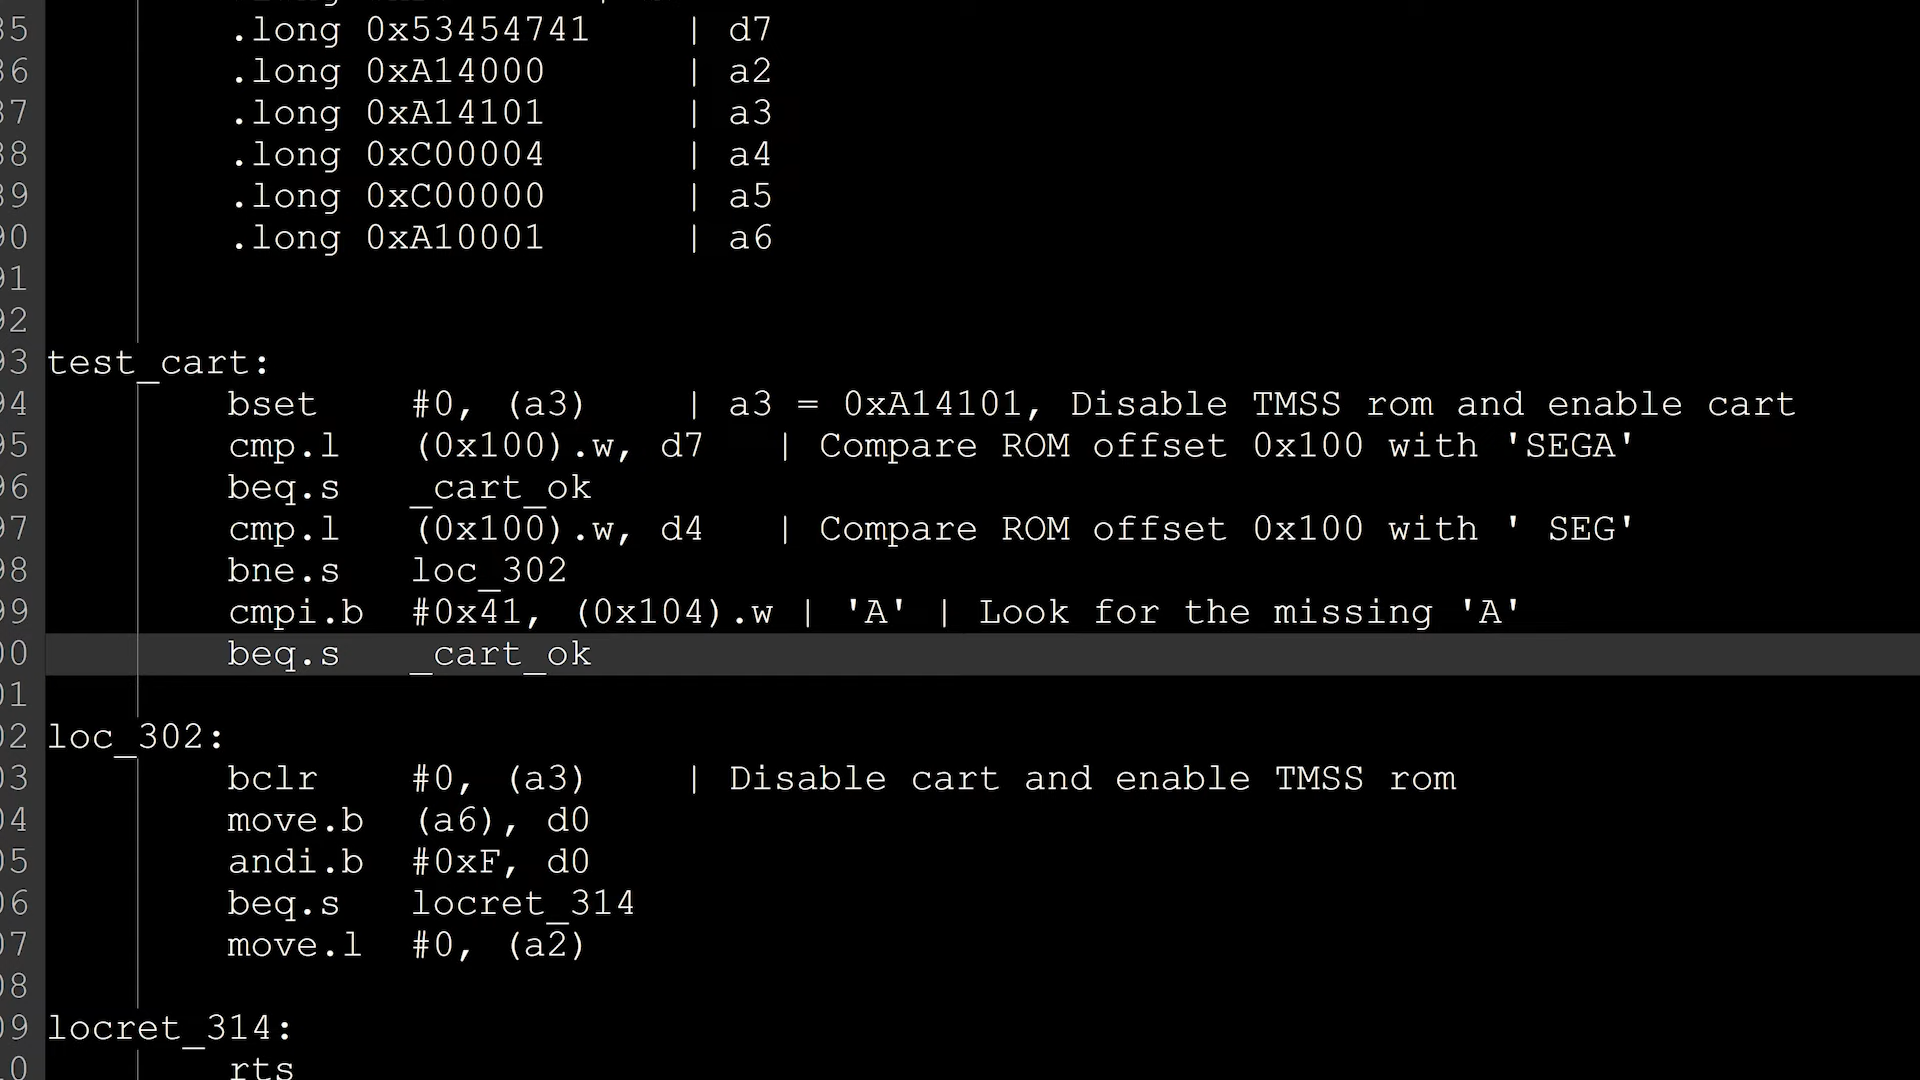 35 .long 0x53454741 | d7
36 .long 0xA14000 | a2
37 .long 0xA14101 | a3
38 .long 0xC00004 | a4
39 .long 0xC00000 | a5
90 .long 0xA10001 | a6
91
92
93 test_cart:
94 bset #0, (a3) | a3 = 0xA14101, Disable TMSS rom and enable cart
95 cmp.l (0x100).w, d7 | Compare ROM offset 0x100 with 'SEGA'
96 beq.s _cart_ok
97 cmp.l (0x100).w, d4 | Compare ROM offset 0x100 with ' SEG'
98 bne.s loc_302
99 cmpi.b #0x41, (0x104).w | 'A' | Look for the missing 'A'
00 beq.s _cart_ok
01
02 loc_302:
03 bclr #0, (a3) | Disable cart and enable TMSS rom
04 move.b (a6), d0
05 andi.b #0xF, d0
06 beq.s locret_314
07 move.l #0, (a2)
08
09 locret_314:
10 rts